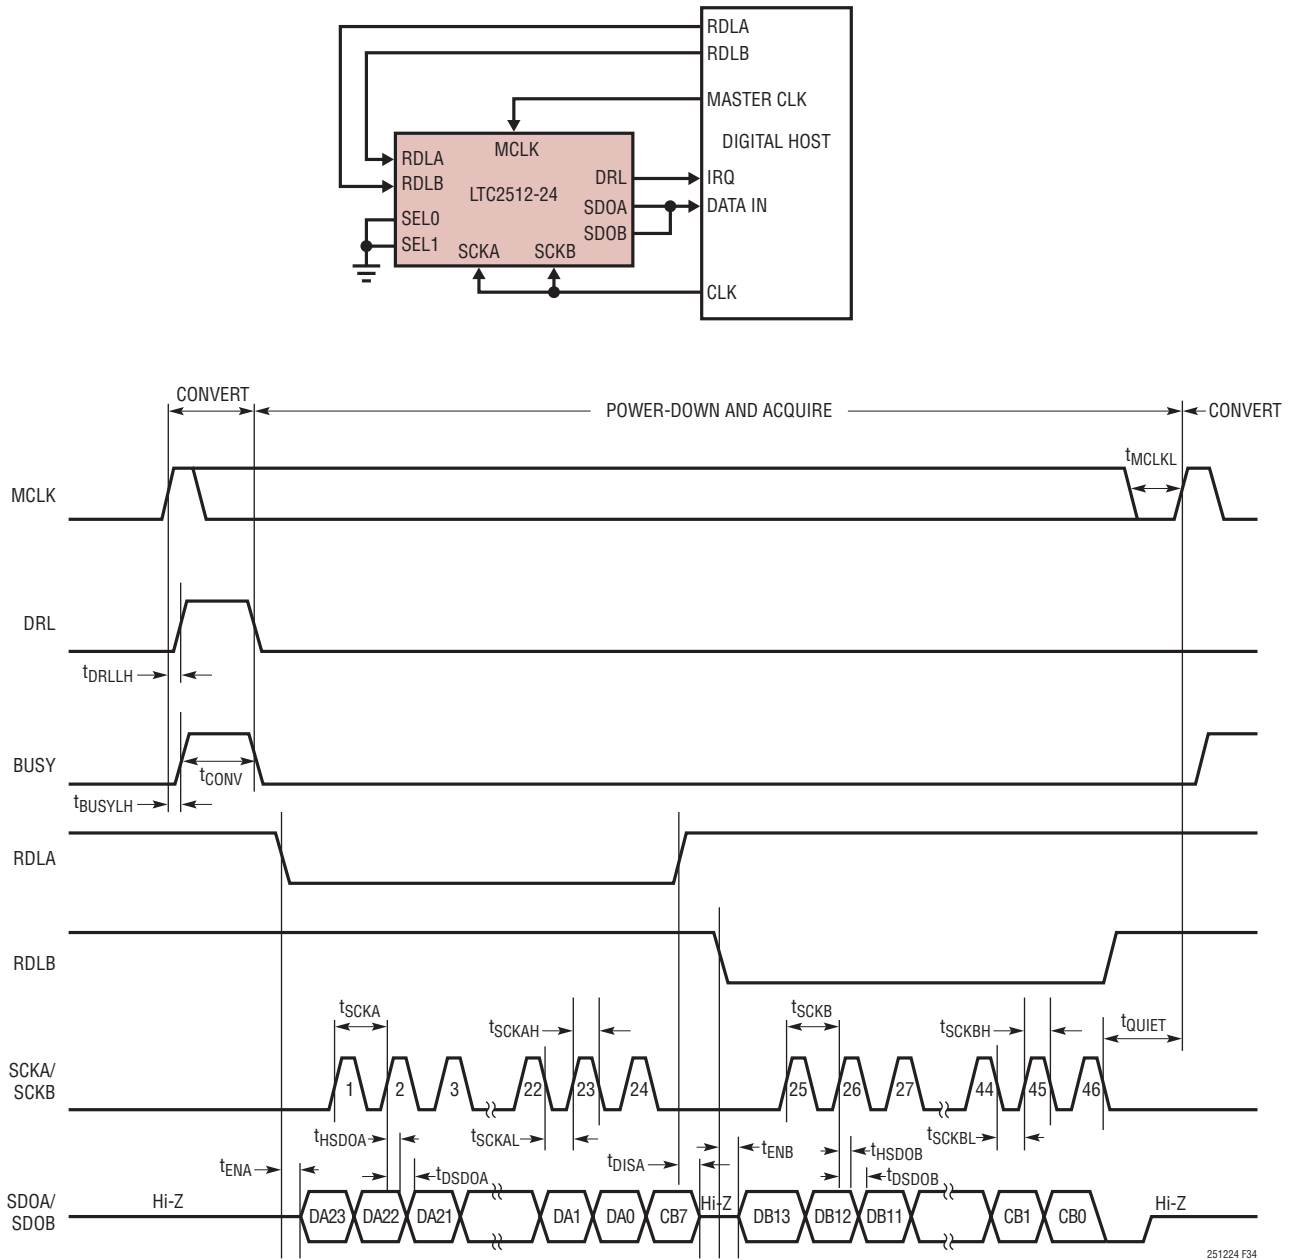 RDLA
RDLB
MASTER CLK
DIGITAL HOST
MCLK
RDLA
RDLB
LTC2512-24
DRL
IRQ
SDOA
DATA IN
SDOB
SEL0
SEL1
SCKA
SCKB
CLK
CONVERT
POWER-DOWN AND ACQUIRE
CONVERT
MCLK
tMCLKL
DRL
tDRLLH
BUSY
tCONV
tBUSYLH
RDLA
RDLB
tSCKA
tSCKAH
tSCKB
tSCKBH
tQUIET
SCKA/
SCKB
1 2 3 22 23 24 25 26 27 44 45 46
tHSDOA
tSCKAL
tENA
tDSDOA
tDISA
tENB
tHSDOB
tDSDOB
tSCKBL
SDOA/
SDOB
Hi-Z DA23 DA22 DA21 DA1 DA0 CB7 Hi-Z DB13 DB12 DB11 CB1 CB0 Hi-Z
251224 F34